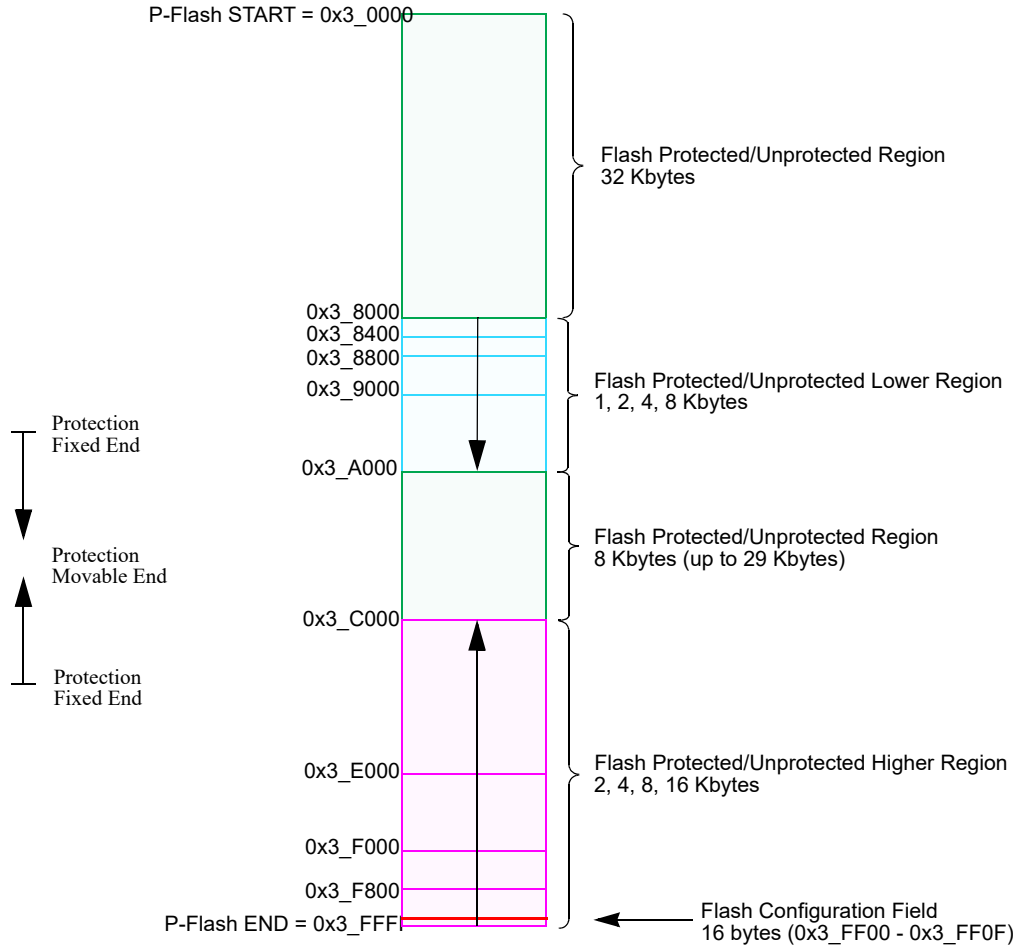 P-Flash START = 0x3_0000
Flash Protected/Unprotected Region
32 Kbytes
0x3_8000
0x3_8400
0x3_8800
0x3_9000
Flash Protected/Unprotected Lower Region
1, 2, 4, 8 Kbytes
Protection
Fixed End
0x3_A000
Flash Protected/Unprotected Region
8 Kbytes (up to 29 Kbytes)
Protection
Movable End
0x3_C000
Protection
Fixed End
Flash Protected/Unprotected Higher Region
2, 4, 8, 16 Kbytes
0x3_E000
0x3_F000
0x3_F800
P-Flash END = 0x3_FFF
Flash Configuration Field
16 bytes (0x3_FF00 - 0x3_FF0F)